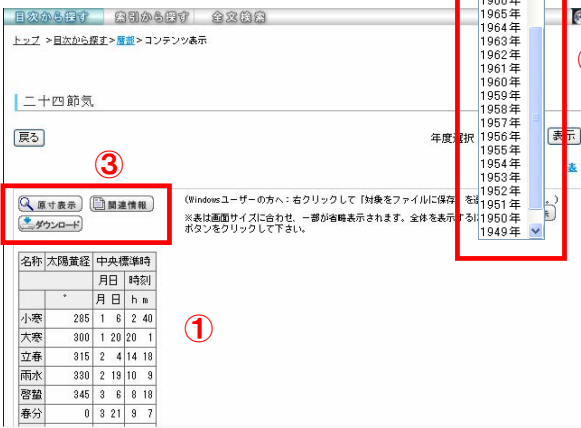 目次から探す 索引から探す 全文検索
トップ >目次から探す>暦部>コンテンツ表示
二十四節気
戻る
年度選択
表示
1966年
1965年
1964年
1963年
1962年
1961年
1960年
1959年
1958年
1957年
1956年
1955年
1954年
1953年
1952年
1951年
1950年
1949年
③
原寸表示 関連情報
ダウンロード
(Windowsユーザーの方へ：右クリックして「対象をファイルに保存」を
※表は画面サイズに合わせ、一部が省略表示されます。全体を表示するに
ボタンをクリックして下さい。
名称 太陽黄経 中央標準時
月日 時刻
° 月 日 h m
小寒 285 1 6 2 40
大寒 300 1 20 20 1
立春 315 2 4 14 18
雨水 330 2 19 10 9
啓蟄 345 3 6 8 18
春分 0 3 21 9 7
①